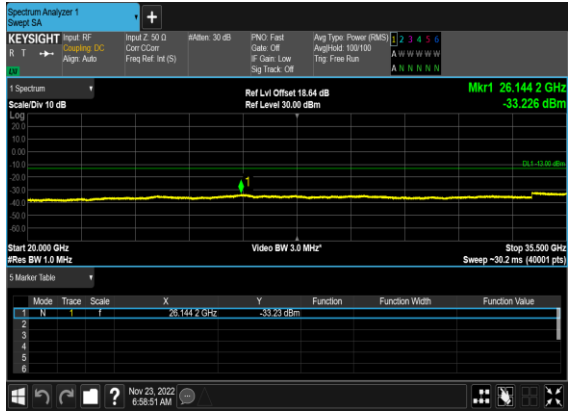 Spectrum Analyzer 1
Swept SA
+
KEYSIGHT Input: RF Input Z: 50 Ω #Atten: 30 dB PNO: Fast Avg Type: Power (RMS) 1 2 3 4 5 6
R T Coupling: DC Corr CCorr Gate: Off Avg|Hold: 100/100 A W W W W W
Align: Auto Freq Ref: Int (S) IF Gain: Low Trig: Free Run
LU Sig Track: Off A N N N N N
1 Spectrum Ref Lvl Offset 18.64 dB Mkr1 26.144 2 GHz
Scale/Div 10 dB Ref Level 30.00 dBm -33.226 dBm
Log
20.0
10.0
0.00
-10.0 DL1 -13.00 dBm
-20.0
-30.0 1
-40.0
-50.0
-60.0
Start 20.000 GHz Video BW 3.0 MHz* Stop 35.500 GHz
#Res BW 1.0 MHz Sweep ~30.2 ms (40001 pts)
5 Marker Table
Mode Trace Scale X Y Function Function Width Function Value
1 N 1 f 26.144 2 GHz -33.23 dBm
2
3
4
5
6
? Nov 23, 2022
6:58:51 AM